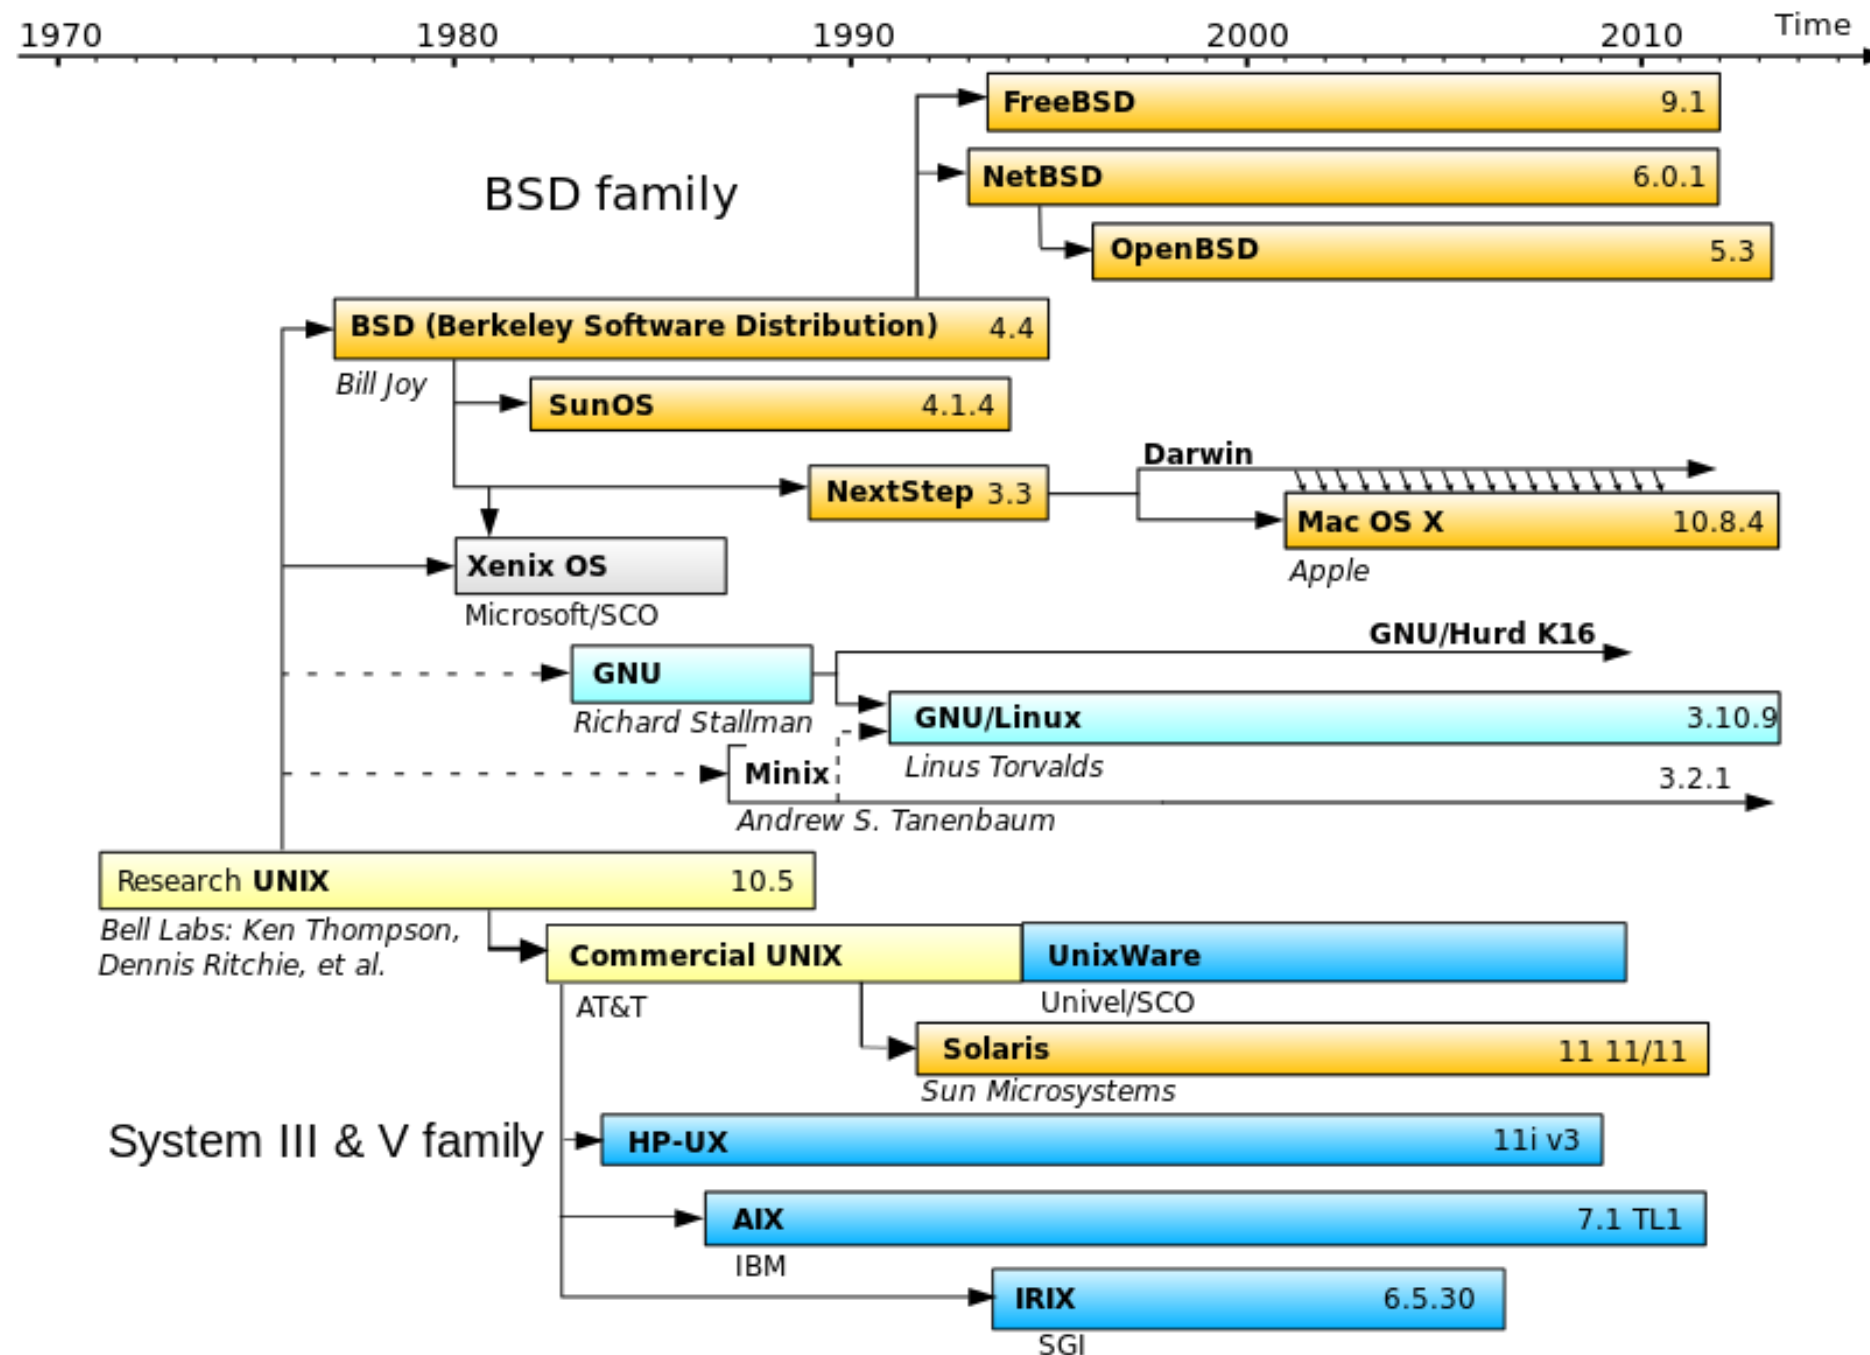 1970 1980 1990 2000 2010 Time
FreeBSD 9.1
BSD family
NetBSD 6.0.1
OpenBSD 5.3
BSD (Berkeley Software Distribution) 4.4
Bill Joy
SunOS 4.1.4
Darwin
NextStep 3.3
Mac OS X 10.8.4
Apple
Xenix OS
Microsoft/SCO
GNU/Hurd K16
GNU
Richard Stallman
GNU/Linux 3.10.9
Linus Torvalds
Minix 3.2.1
Andrew S. Tanenbaum
Research UNIX 10.5
Bell Labs: Ken Thompson,
Dennis Ritchie, et al.
Commercial UNIX
UnixWare
AT&T
Univel/SCO
Solaris 11 11/11
Sun Microsystems
System III & V family
HP-UX 11i v3
AIX 7.1 TL1
IBM
IRIX 6.5.30
SGI